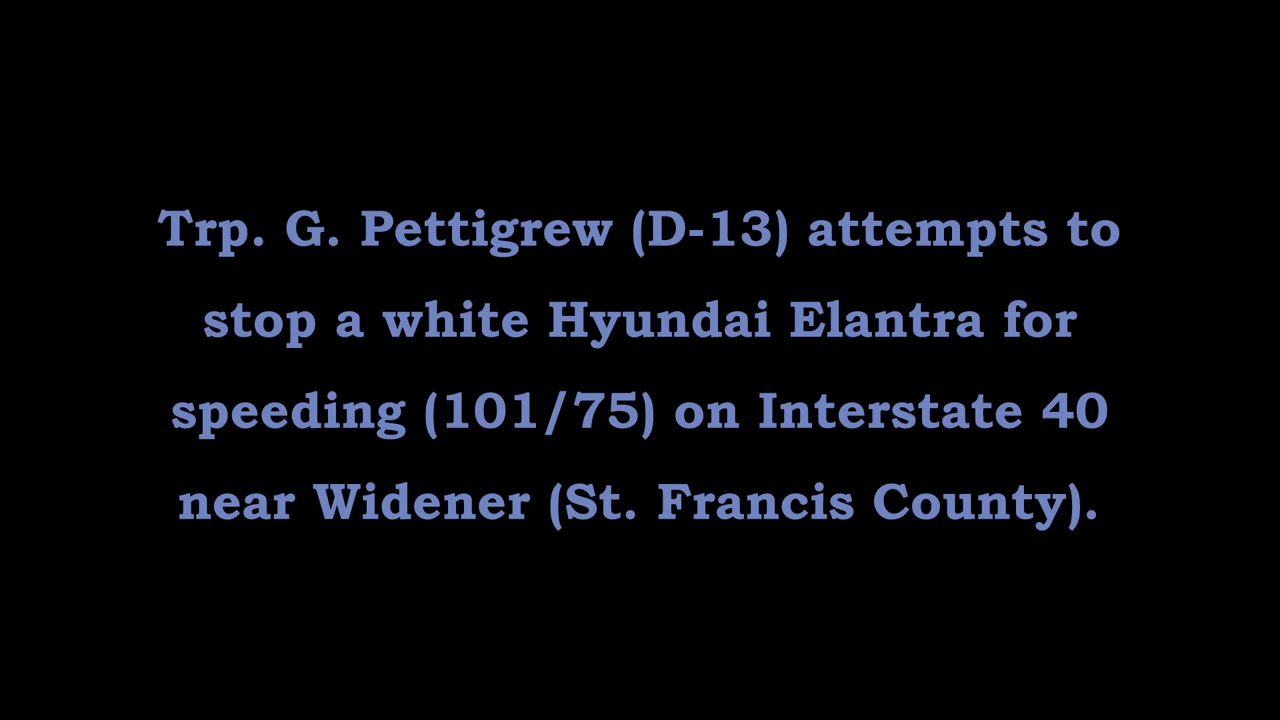 Trp. G. Pettigrew (D-13) attempts to
stop a white Hyundai Elantra for
speeding (101/75) on Interstate 40
near Widener (St. Francis County).